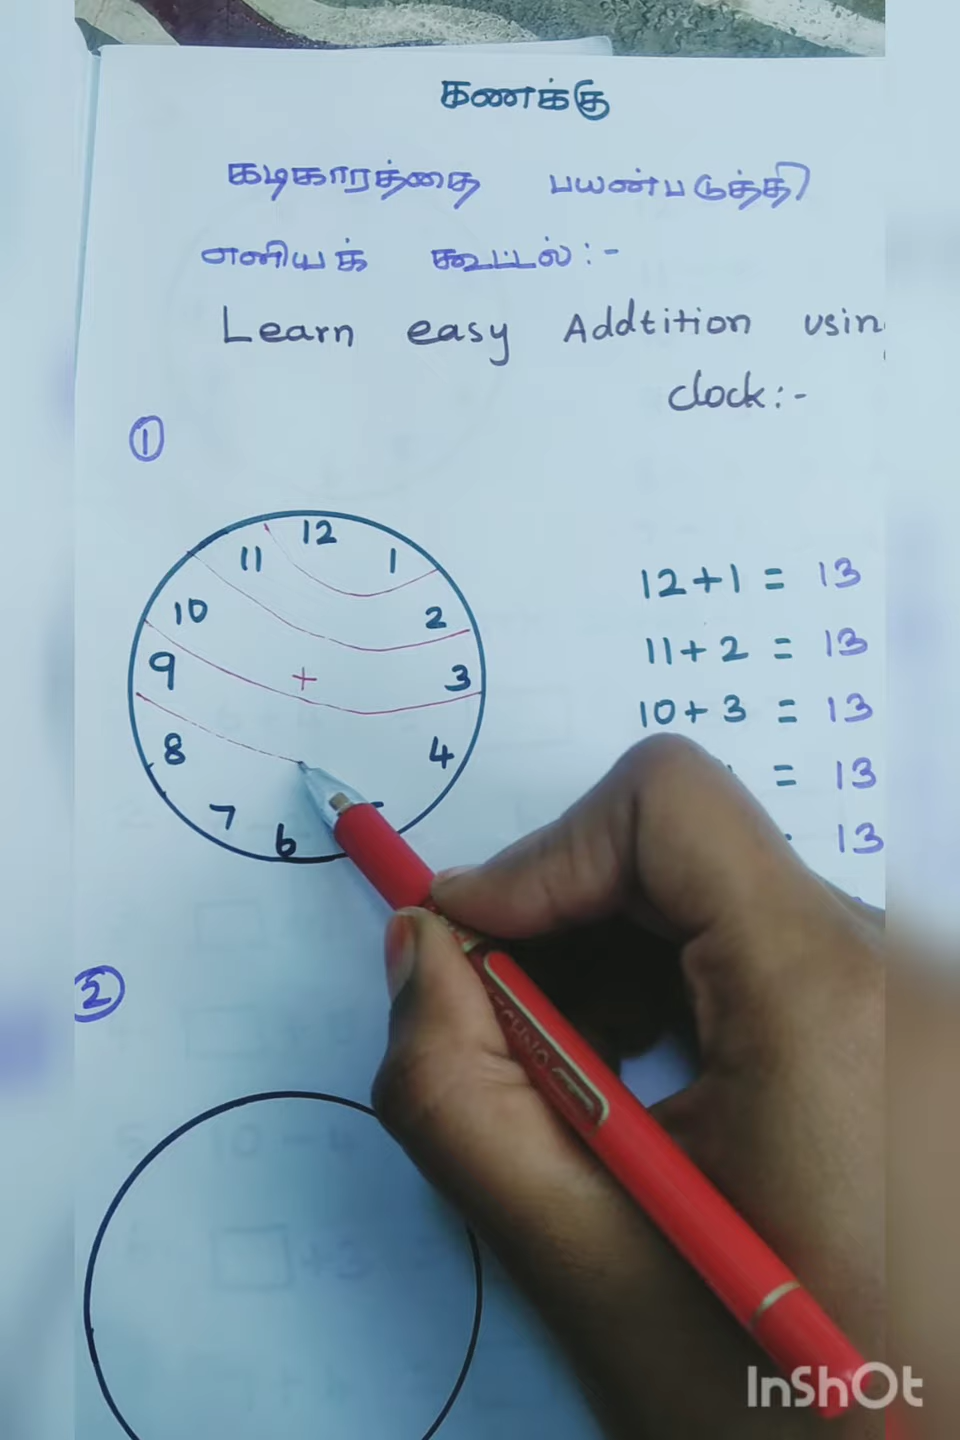 கணக்கு
கடிகாரத்தை பயன்படுத்தி
எளியக் கூட்டல்:-
Learn easy Addtition usin
clock:-
1
12
11
1
10
2
9
+
3
8
4
7
6
12+1 = 13
11+2 = 13
10+3 = 13
= 13
= 13
2
TECHNO
InShOt